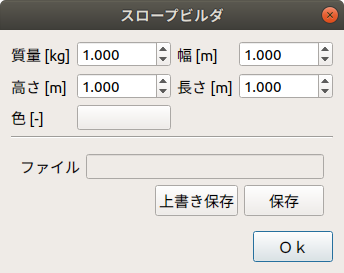 スロープビルダ
質量 [kg] 1.000 幅 [m] 1.000
高さ [m] 1.000 長さ [m] 1.000
色 [-]
ファイル
上書き保存 保存
Ｏｋ